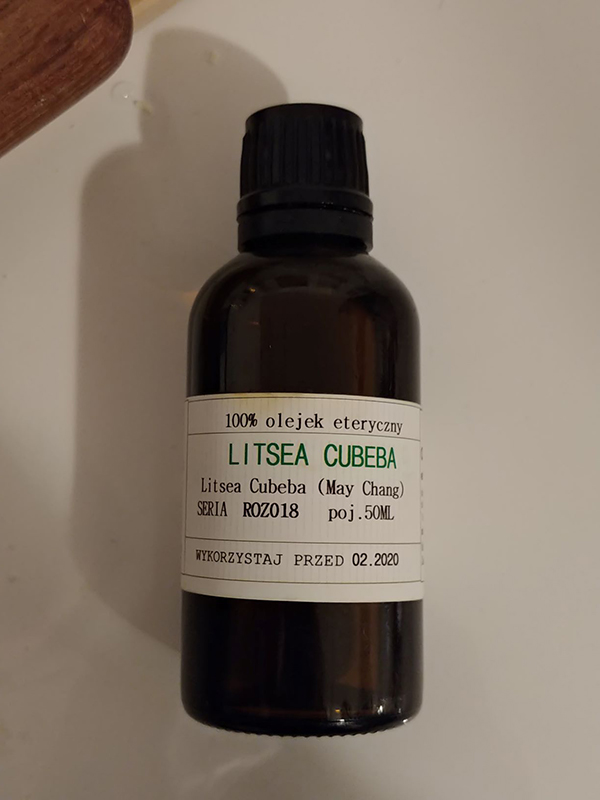 100% olejek eteryczny
LITSEA CUBEBA
Litsea Cubeba (May Chang)
SERIA ROZ018 poj.50ML
WYKORZYSTAJ PRZED 02.2020